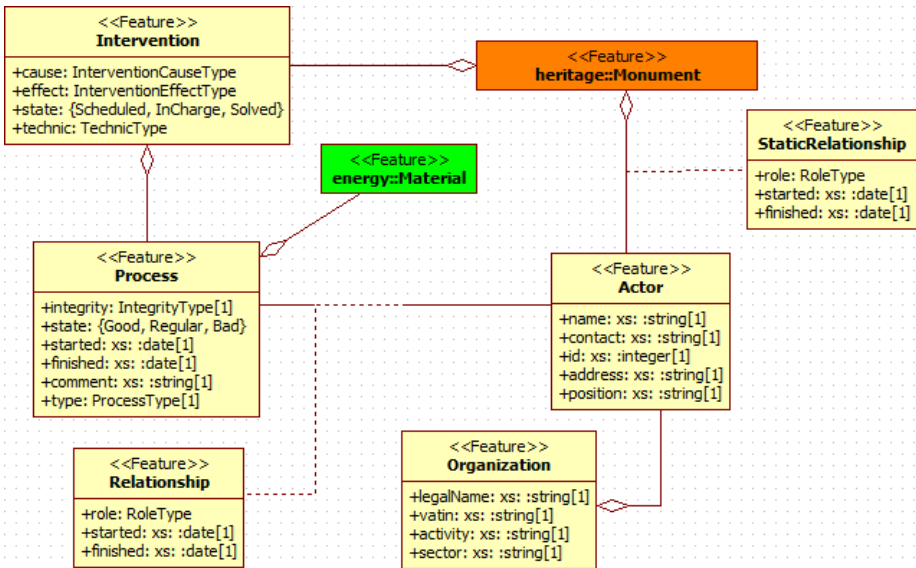 <<Feature>>
Intervention
+cause: InterventionCauseType
+effect: InterventionEffectType
+state: {Scheduled, InCharge, Solved}
+technic: TechnicType
<<Feature>>
heritage::Monument
<<Feature>>
StaticRelationship
+role: RoleType
+started: xs: :date[1]
+finished: xs: :date[1]
<<Feature>>
energy::Material
<<Feature>>
Process
+integrity: IntegrityType[1]
+state: {Good, Regular, Bad}
+started: xs: :date[1]
+finished: xs: :date[1]
+comment: xs: :string[1]
+type: ProcessType[1]
<<Feature>>
Actor
+name: xs: :string[1]
+contact: xs: :string[1]
+id: xs: :integer[1]
+address: xs: :string[1]
+position: xs: :string[1]
<<Feature>>
Relationship
+role: RoleType
+started: xs: :date[1]
+finished: xs: :date[1]
<<Feature>>
Organization
+legalName: xs: :string[1]
+vatin: xs: :string[1]
+activity: xs: :string[1]
+sector: xs: :string[1]